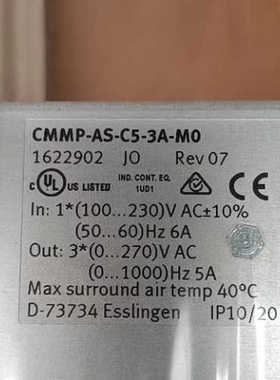 CMMP-AS-C5-3A-M0
1622902 JO Rev 07
c UL US LISTED IND. CONT. EQ. 1UD1
In: 1*(100...230)V AC±10%
(50...60)Hz 6A
Out: 3*(0...270)V AC
(0...1000)Hz 5A
Max surround air temp 40°C
D-73734 Esslingen IP10/20